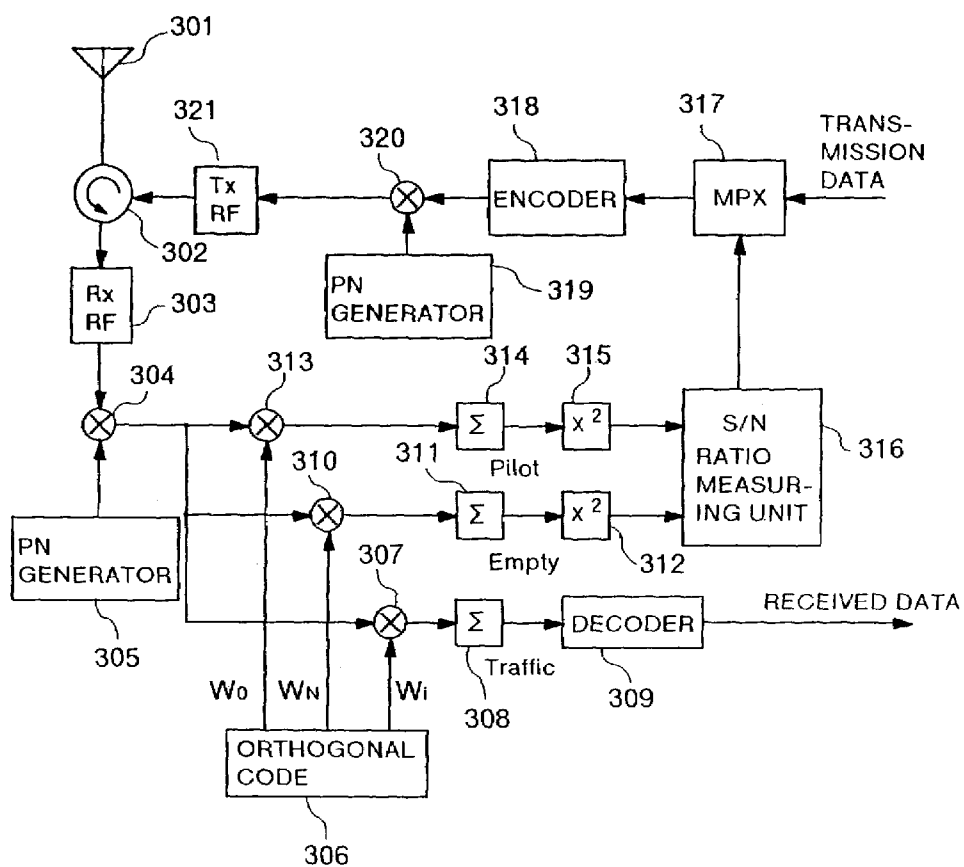 301
321
320
318
317
TRANS-
MISSION
DATA
Tx
RF
ENCODER
MPX
302
PN
GENERATOR
319
Rx
RF
303
304
313
314
315
Σ
X²
S/N
RATIO
MEASUR-
ING UNIT
316
Pilot
310
311
Σ
X²
312
Empty
PN
GENERATOR
305
307
Σ
DECODER
RECEIVED DATA
Traffic
308
309
W0
WN
Wi
ORTHOGONAL
CODE
306